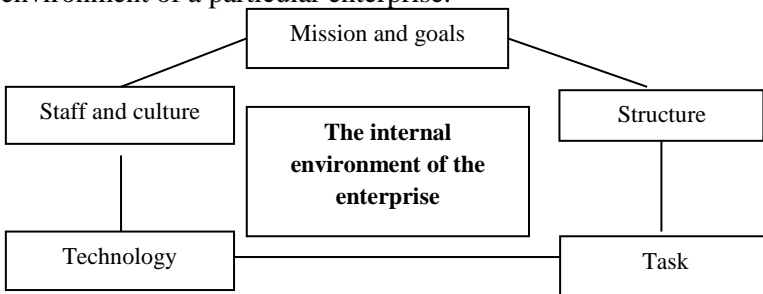 environment of a particular enterprise.
Mission and goals
Staff and culture
Structure
The internal
environment of the
enterprise
Technology
Task